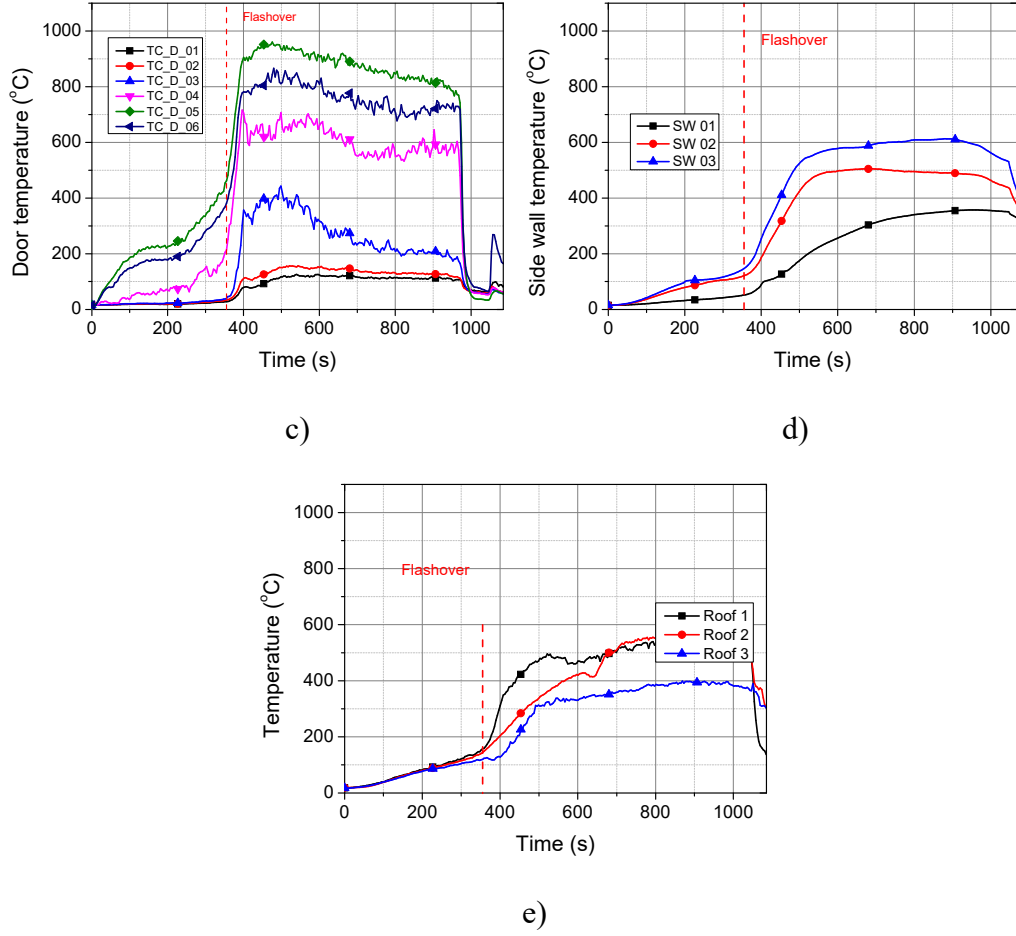 Door temperature (°C)
1000
800
600
400
200
0
Flashover
TC_D_01
TC_D_02
TC_D_03
TC_D_04
TC_D_05
TC_D_06
0 200 400 600 800 1000
Time (s)
c)
Side wall temperature (°C)
1000
800
600
400
200
0
Flashover
SW 01
SW 02
SW 03
0 200 400 600 800 1000
Time (s)
d)
Temperature (°C)
1000
800
600
400
200
0
Flashover
Roof 1
Roof 2
Roof 3
0 200 400 600 800 1000
Time (s)
e)